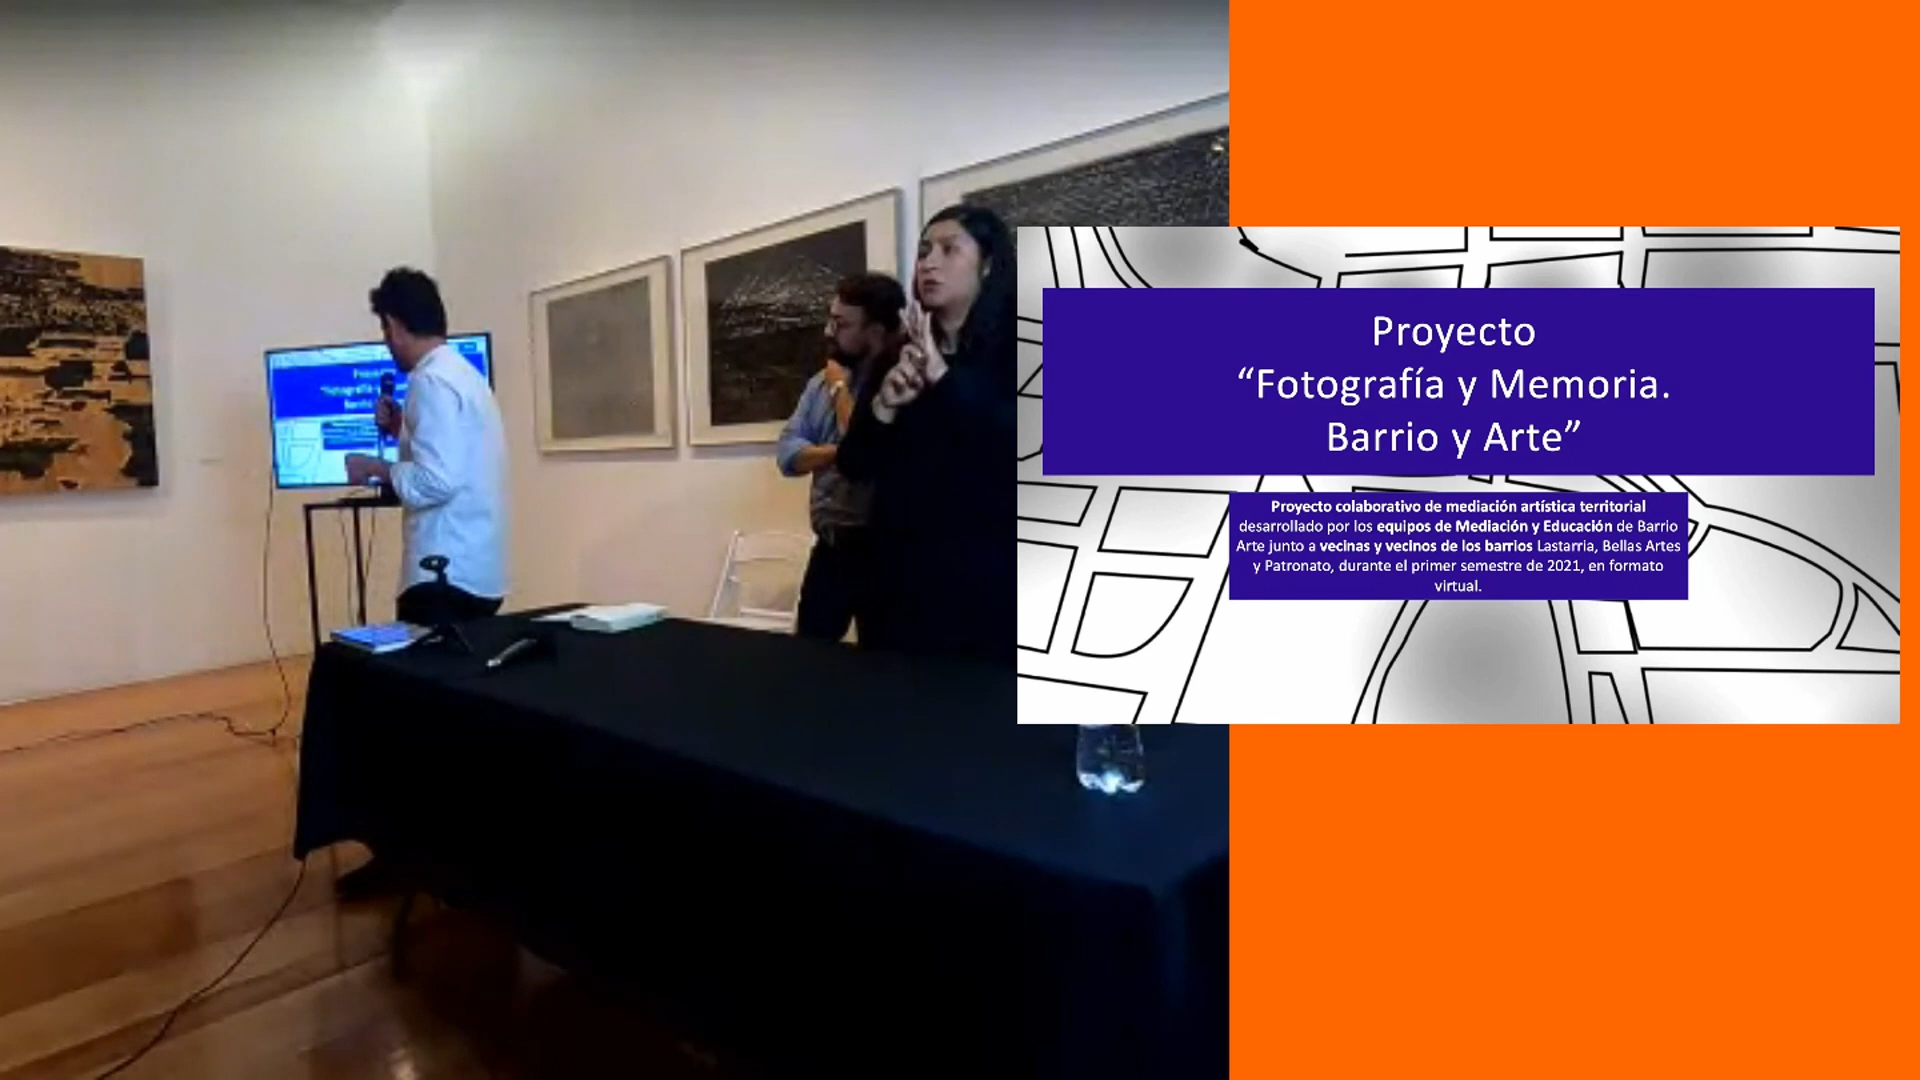 Proyecto
“Fotografía y Memoria.
Barrio y Arte”
Proyecto colaborativo de mediación artística territorial
desarrollado por los equipos de Mediación y Educación de Barrio
Arte junto a vecinas y vecinos de los barrios Lastarria, Bellas Artes
y Patronato, durante el primer semestre de 2021, en formato
virtual.